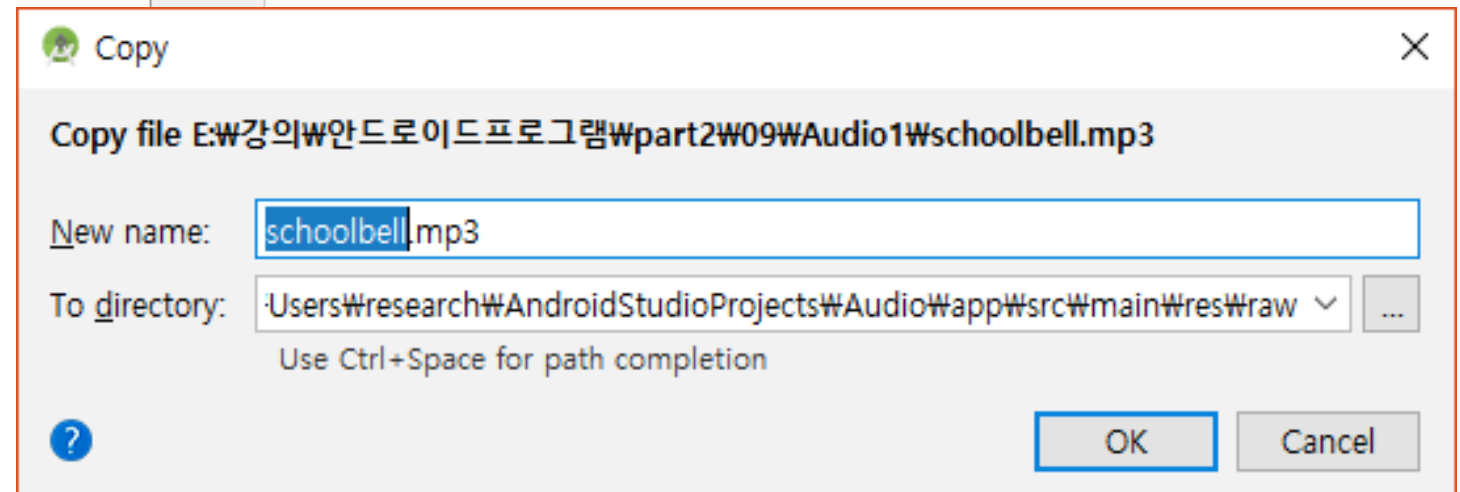 Copy
Copy file E:₩강의₩안드로이드프로그램₩part2₩09₩Audio1₩schoolbell.mp3
New name: schoolbell.mp3
To directory: :Users₩research₩AndroidStudioProjects₩Audio₩app₩src₩main₩res₩raw ...
Use Ctrl+Space for path completion
? OK Cancel